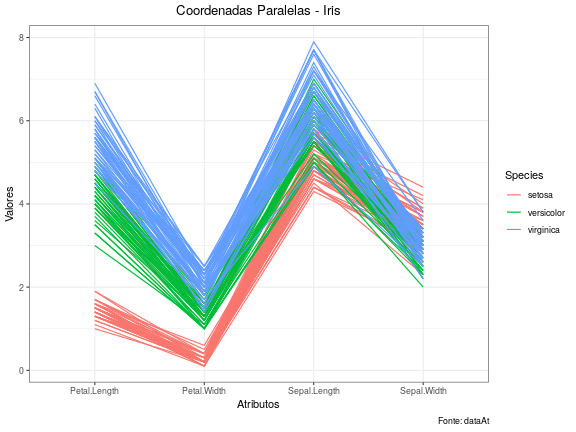 Coordenadas Paralelas - Iris
Valores
8
6
4
2
0
Petal.Length Petal.Width Sepal.Length Sepal.Width
Atributos
Species
setosa
versicolor
virginica
Fonte: dataAt